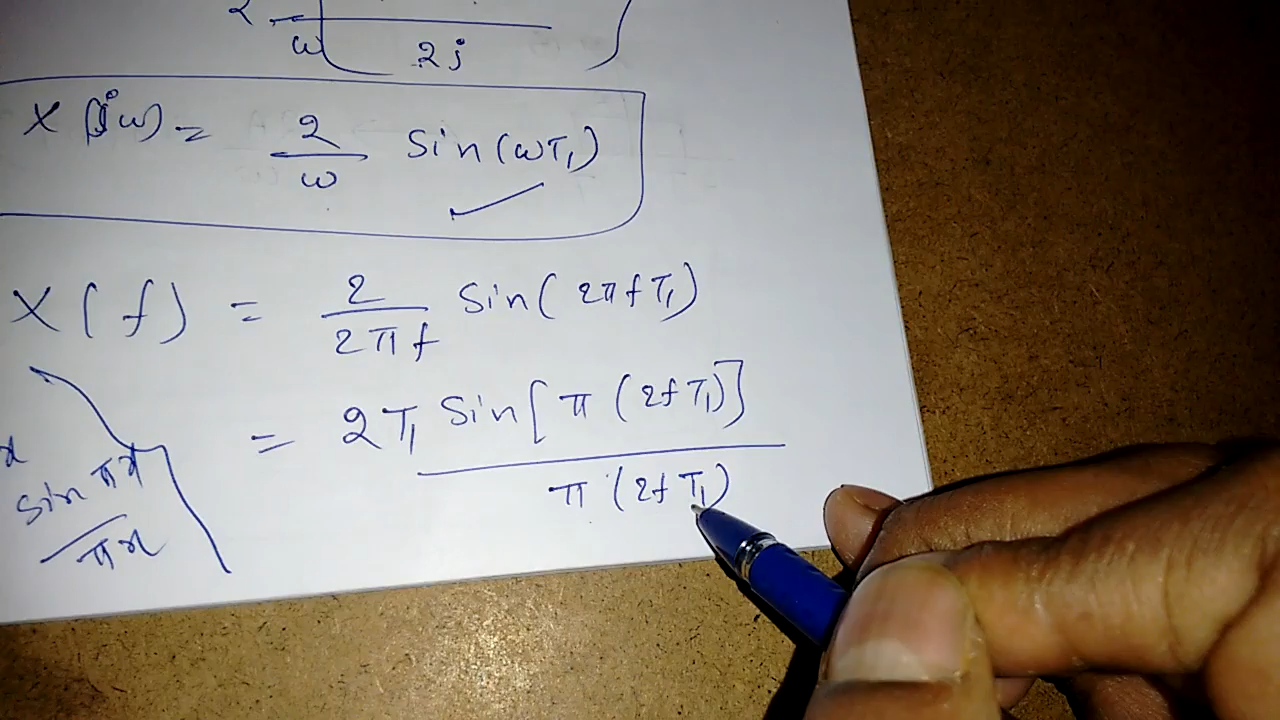 ω 2j
X(jω) = 2/ω Sin(ωT₁)
X(f) = 2/2πf Sin(2πfT₁)
= 2T₁ Sin[π(2fT₁)]/π(2fT₁)
Sin πx/πx